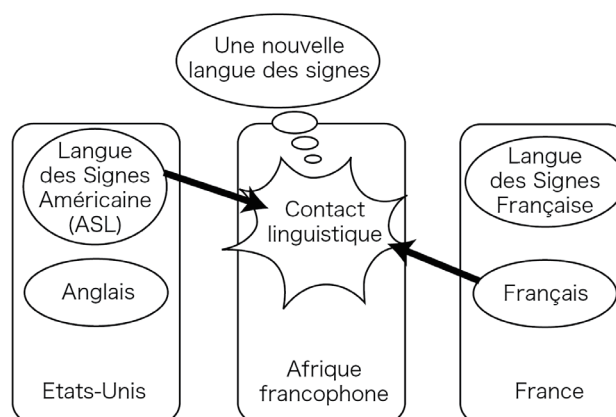 Une nouvelle
langue des signes
Langue
des Signes
Américaine
(ASL)
Anglais
Etats-Unis
Contact
linguistique
Afrique
francophone
Langue
des Signes
Française
Français
France